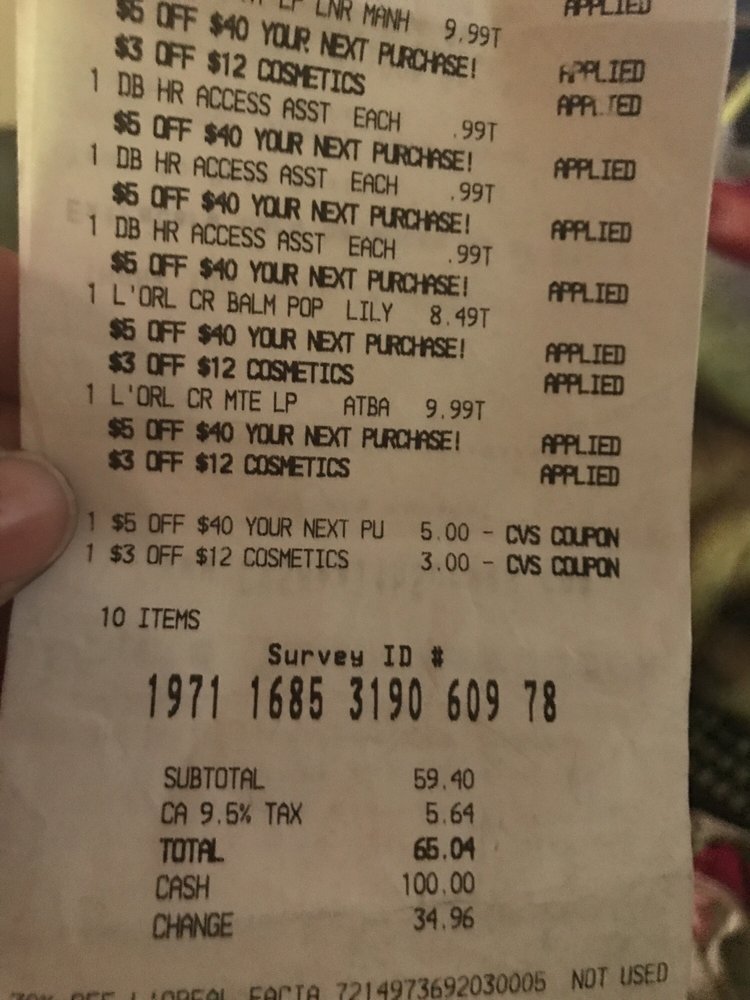 LP LNR MANH 9.99T
APPLIED
$5 OFF $40 YOUR NEXT PURCHASE! APPLIED
$3 OFF $12 COSMETICS APPLIED
1 DB HR ACCESS ASST EACH .99T
$5 OFF $40 YOUR NEXT PURCHASE! APPLIED
1 DB HR ACCESS ASST EACH .99T
$5 OFF $40 YOUR NEXT PURCHASE! APPLIED
1 DB HR ACCESS ASST EACH .99T
$5 OFF $40 YOUR NEXT PURCHASE! APPLIED
1 L'ORL CR BALM POP LILY 8.49T
$5 OFF $40 YOUR NEXT PURCHASE! APPLIED
$3 OFF $12 COSMETICS APPLIED
1 L'ORL CR MTE LP ATBA 9.99T
$5 OFF $40 YOUR NEXT PURCHASE! APPLIED
$3 OFF $12 COSMETICS APPLIED
1 $5 OFF $40 YOUR NEXT PU 5.00 - CVS COUPON
1 $3 OFF $12 COSMETICS 3.00 - CVS COUPON
10 ITEMS
Survey ID #
1971 1685 3190 609 78
SUBTOTAL 59.40
CA 9.5% TAX 5.64
TOTAL 65.04
CASH 100.00
CHANGE 34.96
OFF L'OREAL FACIA 7214973692030005 NOT USED